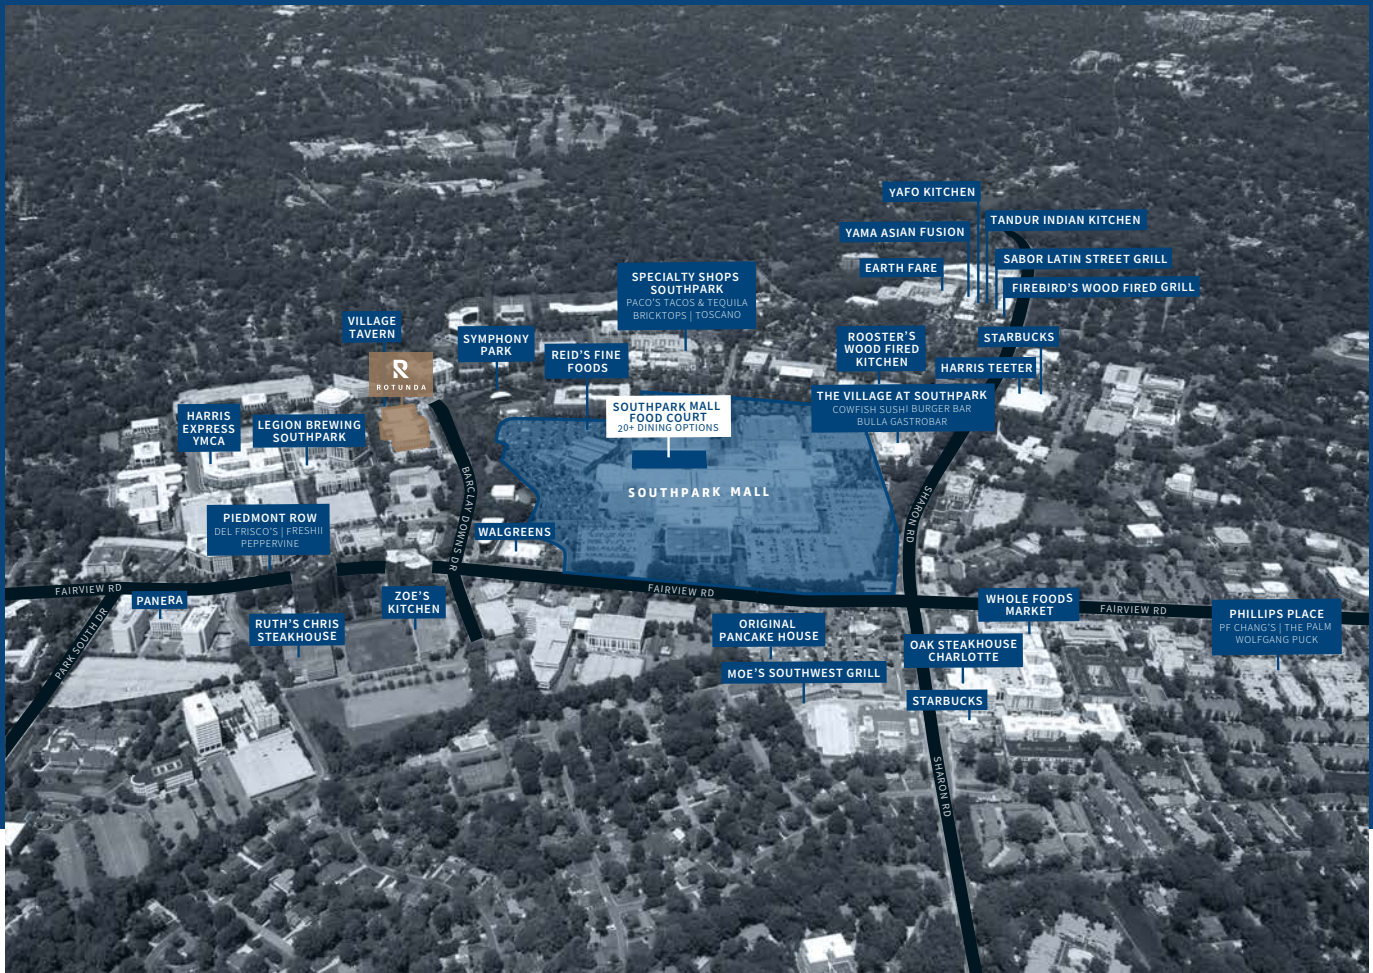 YAFO KITCHEN
TANDUR INDIAN KITCHEN
YAMA ASIAN FUSION
SABOR LATIN STREET GRILL
EARTH FARE
FIREBIRD'S WOOD FIRED GRILL
SPECIALTY SHOPS
SOUTHPARK
PACO'S TACOS & TEQUILA
BRICKTOPS | TOSCANO
VILLAGE
TAVERN
SYMPHONY
PARK
REID'S FINE
FOODS
ROOSTER'S
WOOD FIRED
KITCHEN
STARBUCKS
HARRIS TEETER
R
ROTUNDA
THE VILLAGE AT SOUTHPARK
COWFISH SUSHI BURGER BAR
BULLA GASTROBAR
SOUTHPARK MALL
FOOD COURT
20+ DINING OPTIONS
HARRIS
EXPRESS
YMCA
LEGION BREWING
SOUTHPARK
SOUTHPARK MALL
BARCLAY DOWNS DR
SHARON RD
PIEDMONT ROW
DEL FRISCO'S | FRESHII
PEPPERVINE
WALGREENS
FAIRVIEW RD
PANERA
PARK SOUTH DR
RUTH'S CHRIS
STEAKHOUSE
ZOE'S
KITCHEN
FAIRVIEW RD
ORIGINAL
PANCAKE HOUSE
MOE'S SOUTHWEST GRILL
WHOLE FOODS
MARKET
FAIRVIEW RD
PHILLIPS PLACE
PF CHANG'S | THE PALM
WOLFGANG PUCK
OAK STEAKHOUSE
CHARLOTTE
STARBUCKS
SHARON RD